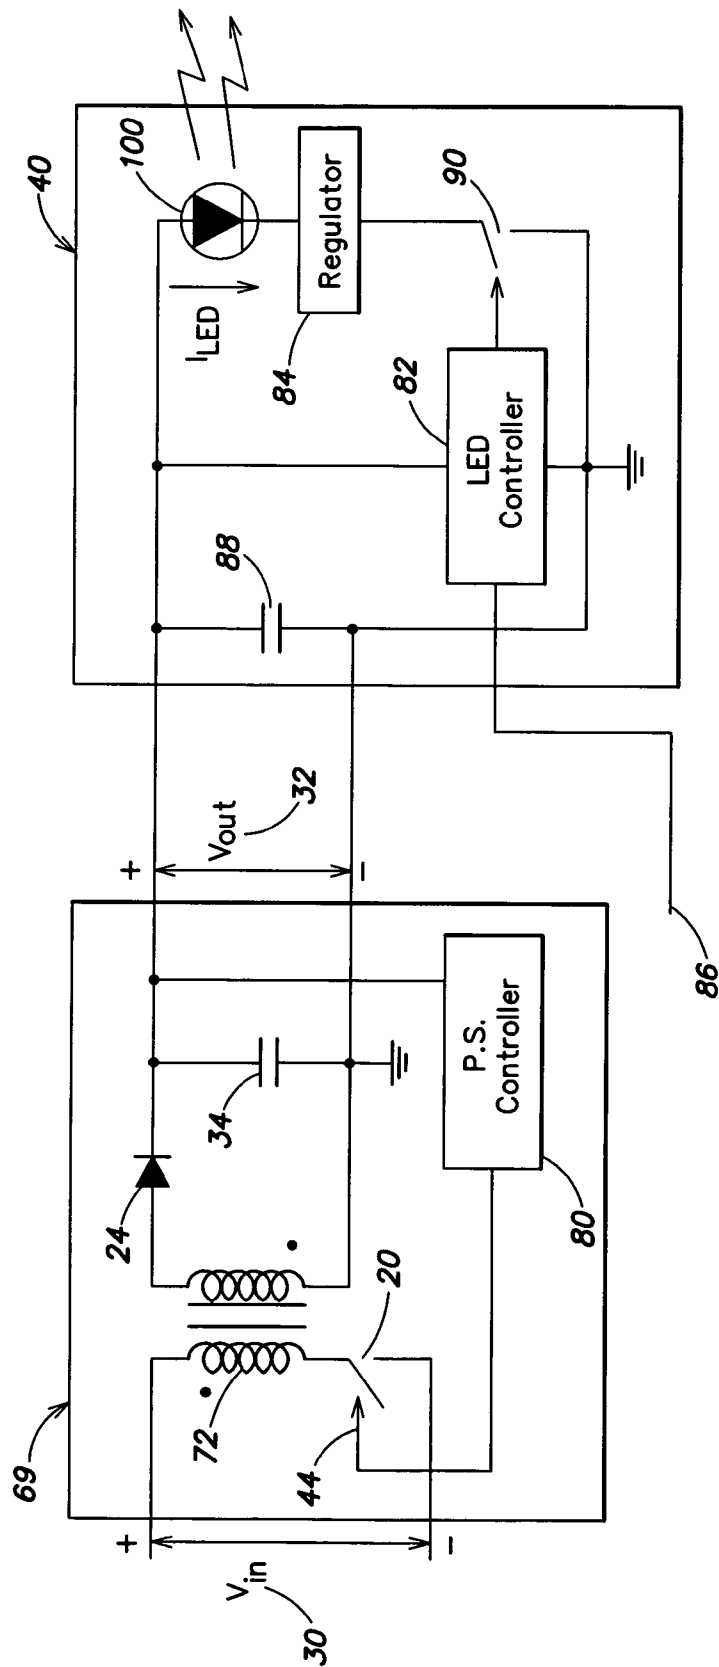 69
40
+
Vin
30
-
72
44
20
24
34
P.S.
Controller
80
+
Vout
32
-
86
88
LED
Controller
82
ILED
100
Regulator
84
90